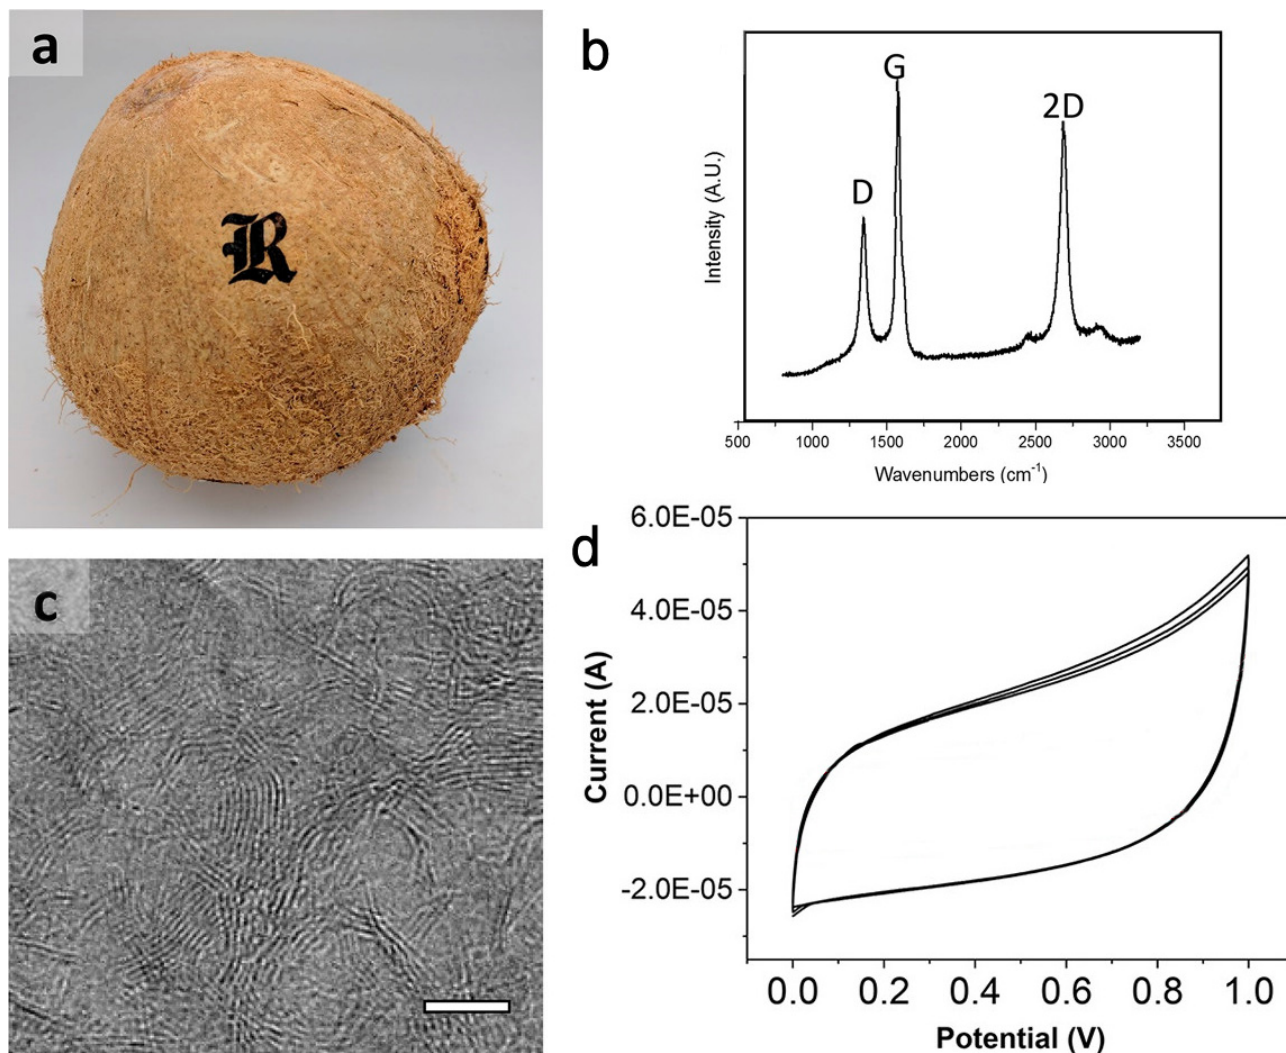 a
R
b
D
G
2D
Intensity (A.U.)
500 1000 1500 2000 2500 3000 3500
Wavenumbers (cm⁻¹)
c
d
6.0E-05
4.0E-05
2.0E-05
0.0E+00
-2.0E-05
Current (A)
0.0 0.2 0.4 0.6 0.8 1.0
Potential (V)